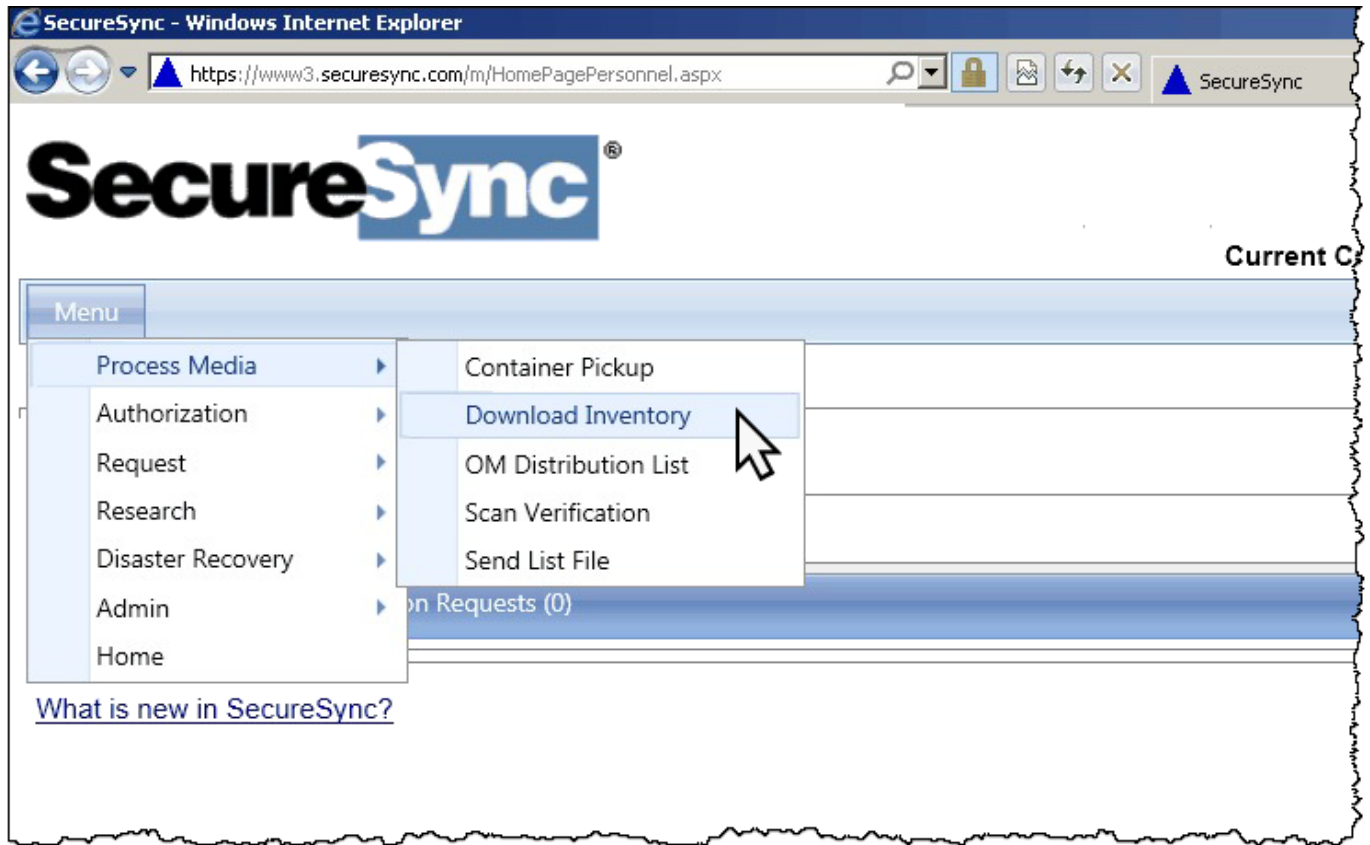 SecureSync - Windows Internet Explorer
https://www3.securesync.com/m/HomePagePersonnel.aspx
SecureSync
SecureSync®
Current
Menu
Process Media
Authorization
Request
Research
Disaster Recovery
Admin
Home
Container Pickup
Download Inventory
OM Distribution List
Scan Verification
Send List File
on Requests (0)
What is new in SecureSync?